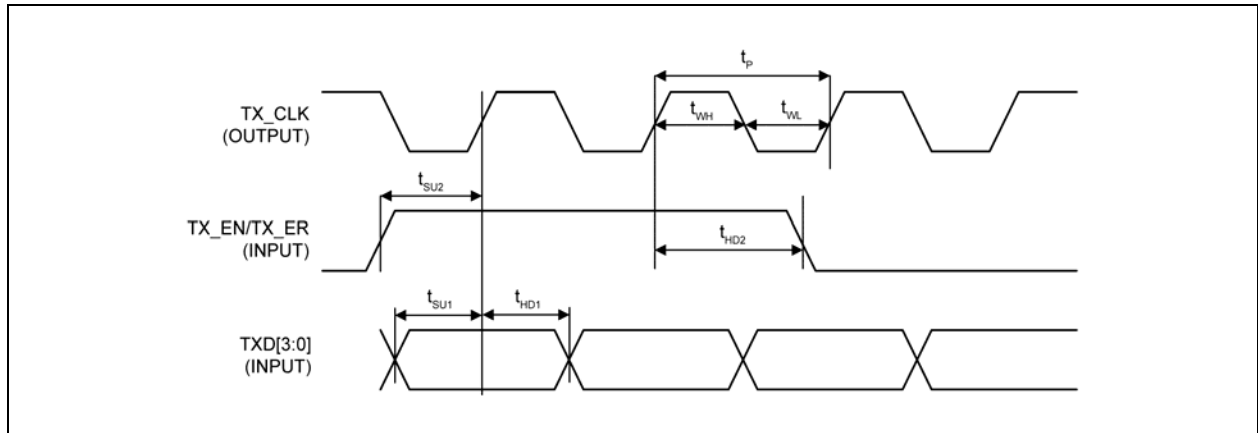 t_P
TX_CLK
(OUTPUT)
t_WH
t_WL
t_SU2
TX_EN/TX_ER
(INPUT)
t_HD2
t_SU1
t_HD1
TXD[3:0]
(INPUT)